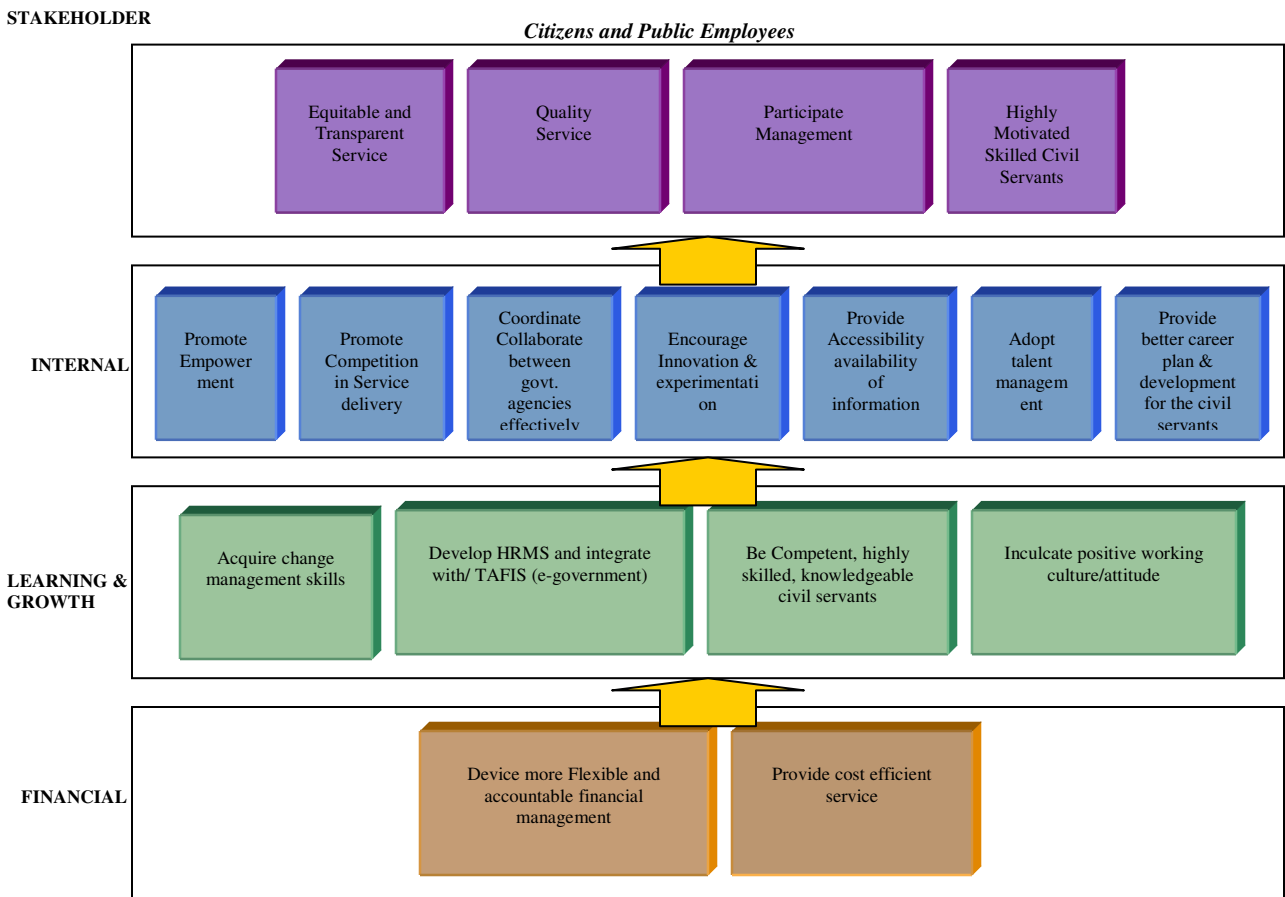 STAKEHOLDER
Citizens and Public Employees
Equitable and
Transparent
Service
Quality
Service
Participate
Management
Highly
Motivated
Skilled Civil
Servants
INTERNAL
Promote
Empower
ment
Promote
Competition
in Service
delivery
Coordinate
Collaborate
between
govt.
agencies
effectively
Encourage
Innovation &
experimentati
on
Provide
Accessibility
availability
of
information
Adopt
talent
managem
ent
Provide
better career
plan &
development
for the civil
servants
LEARNING &
GROWTH
Acquire change
management skills
Develop HRMS and integrate
with/ TAFIS (e-government)
Be Competent, highly
skilled, knowledgeable
civil servants
Inculcate positive working
culture/attitude
FINANCIAL
Device more Flexible and
accountable financial
management
Provide cost efficient
service